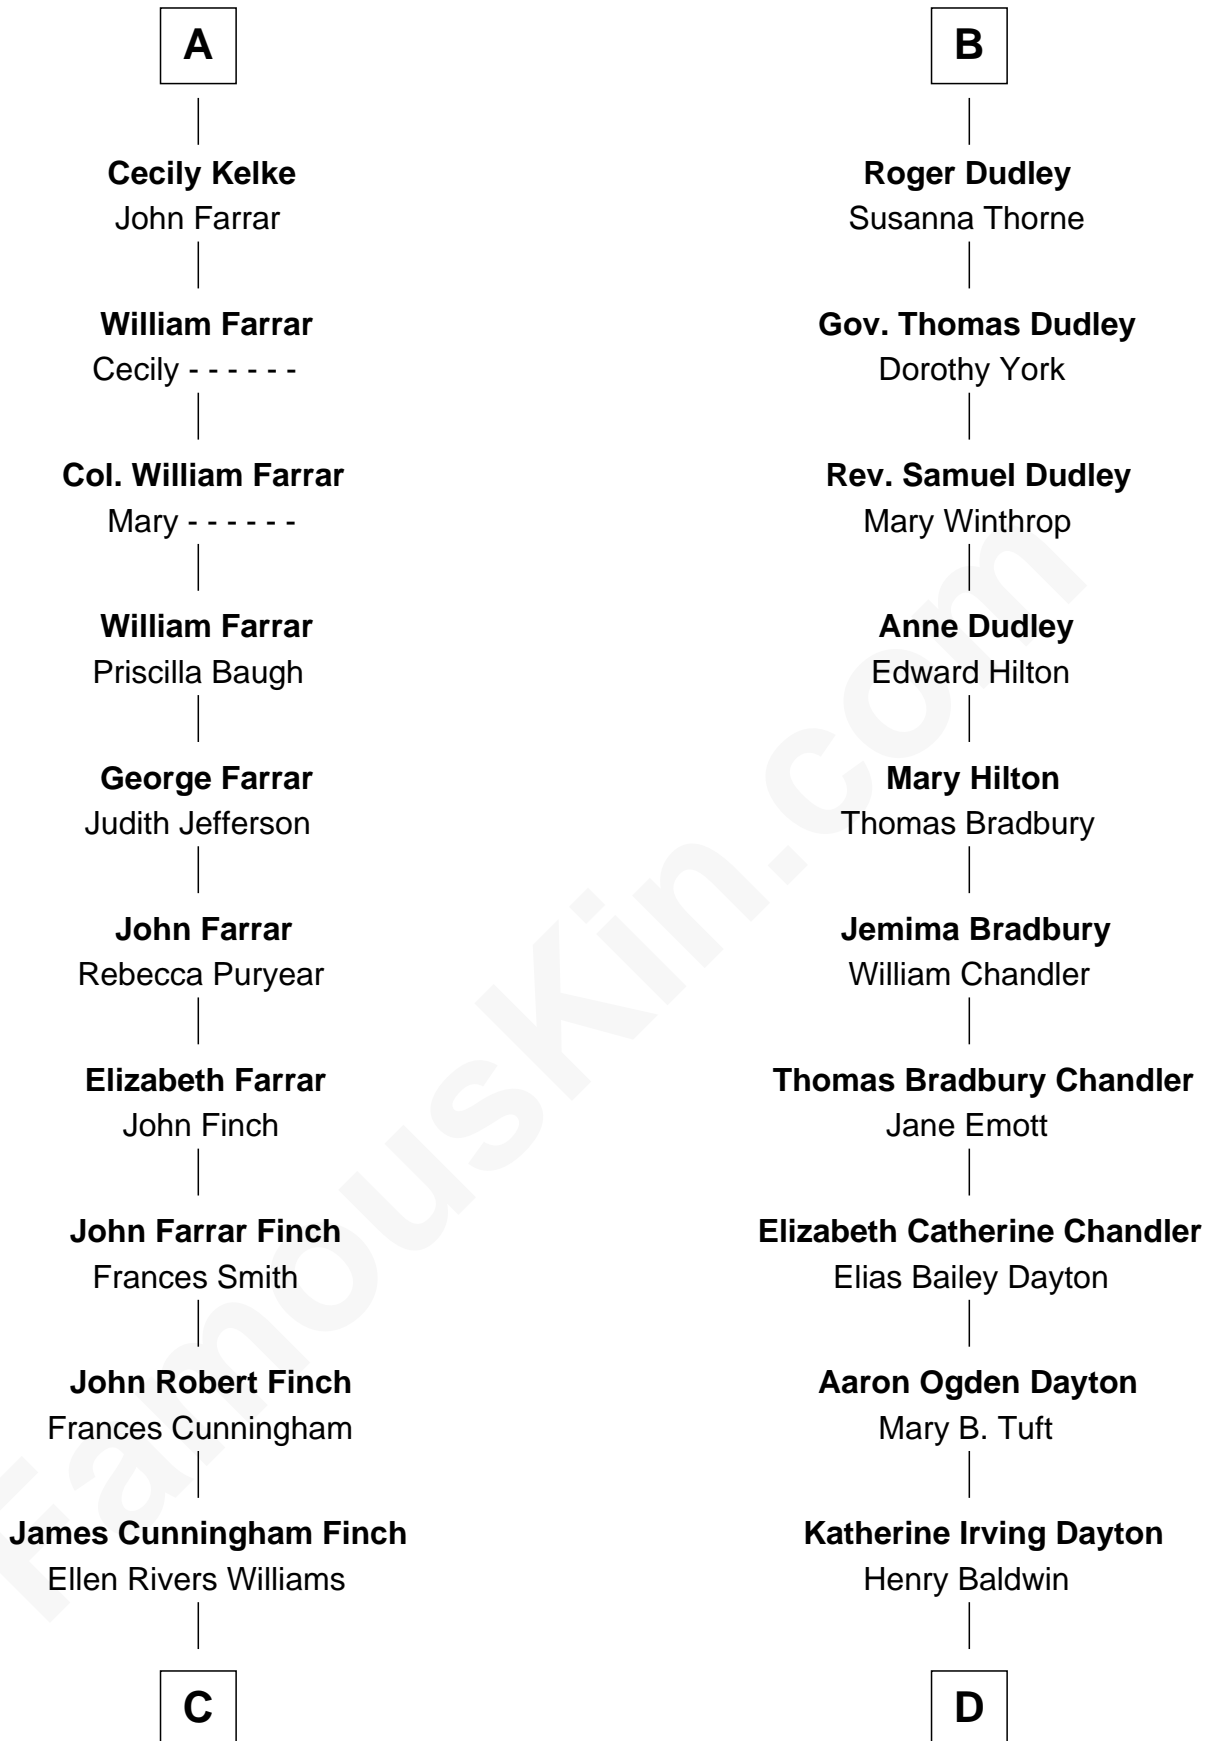 A
Cecily Kelke
John Farrar
William Farrar
Cecily - - - - - -
Col. William Farrar
Mary - - - - - -
William Farrar
Priscilla Baugh
George Farrar
Judith Jefferson
John Farrar
Rebecca Puryear
Elizabeth Farrar
John Finch
John Farrar Finch
Frances Smith
John Robert Finch
Frances Cunningham
James Cunningham Finch
Ellen Rivers Williams
C
B
Roger Dudley
Susanna Thorne
Gov. Thomas Dudley
Dorothy York
Rev. Samuel Dudley
Mary Winthrop
Anne Dudley
Edward Hilton
Mary Hilton
Thomas Bradbury
Jemima Bradbury
William Chandler
Thomas Bradbury Chandler
Jane Emott
Elizabeth Catherine Chandler
Elias Bailey Dayton
Aaron Ogden Dayton
Mary B. Tuft
Katherine Irving Dayton
Henry Baldwin
D
FamousKin.com